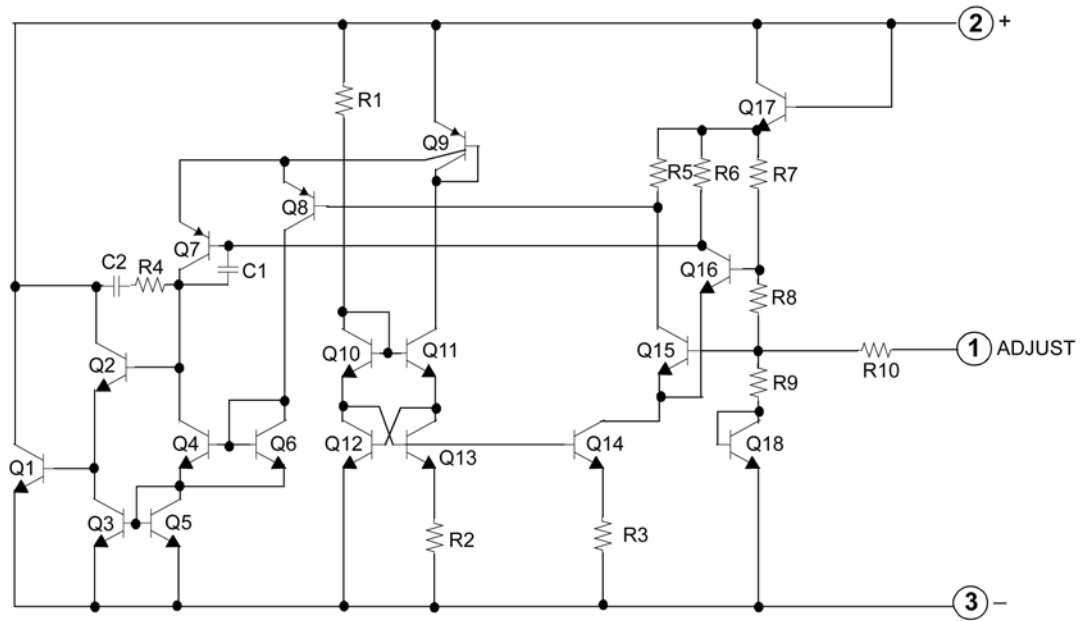 2 +
R1
Q17
Q9
R5 R6 R7
Q8
Q7
C2 R4 C1
Q16
R8
Q2
Q10 Q11 Q15
1 ADJUST
R10
R9
Q4 Q6
Q12 Q13 Q14 Q18
Q1
Q3 Q5
R2 R3
3 –